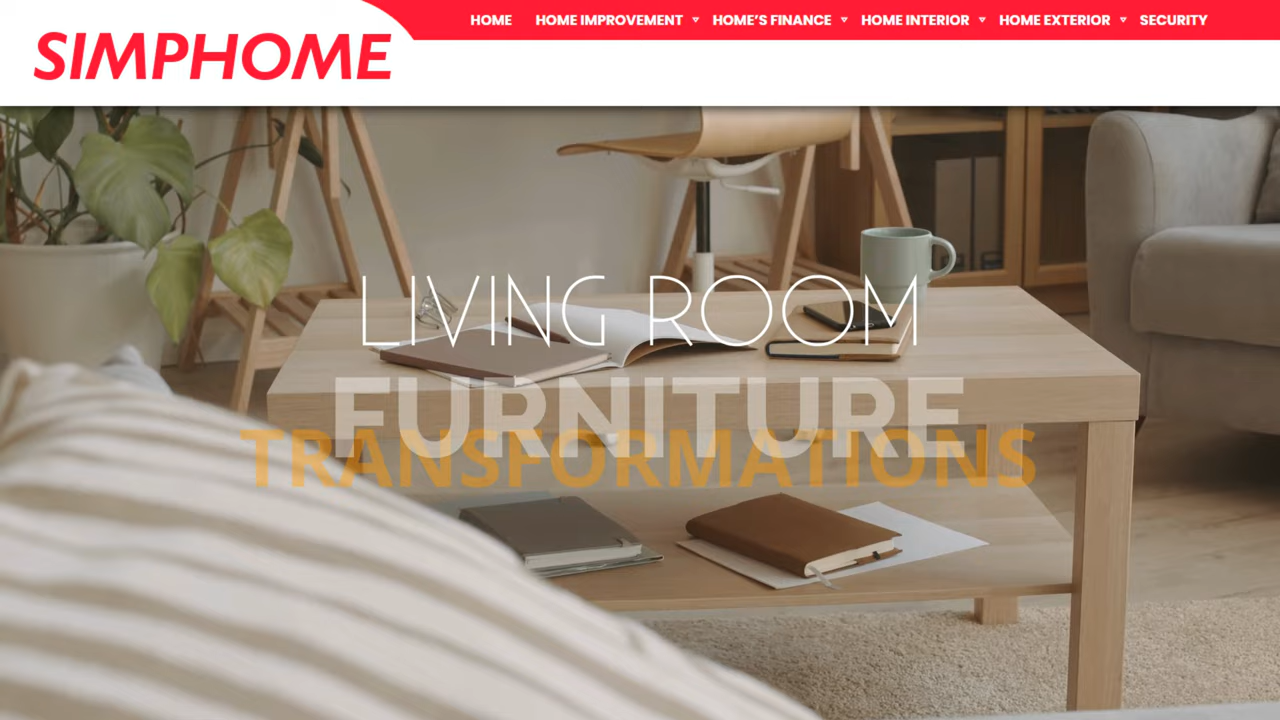 HOME HOME IMPROVEMENT HOME'S FINANCE HOME INTERIOR HOME EXTERIOR SECURITY
SIMPHOME
LIVING ROOM
FURNITURE
TRANSFORMATIONS